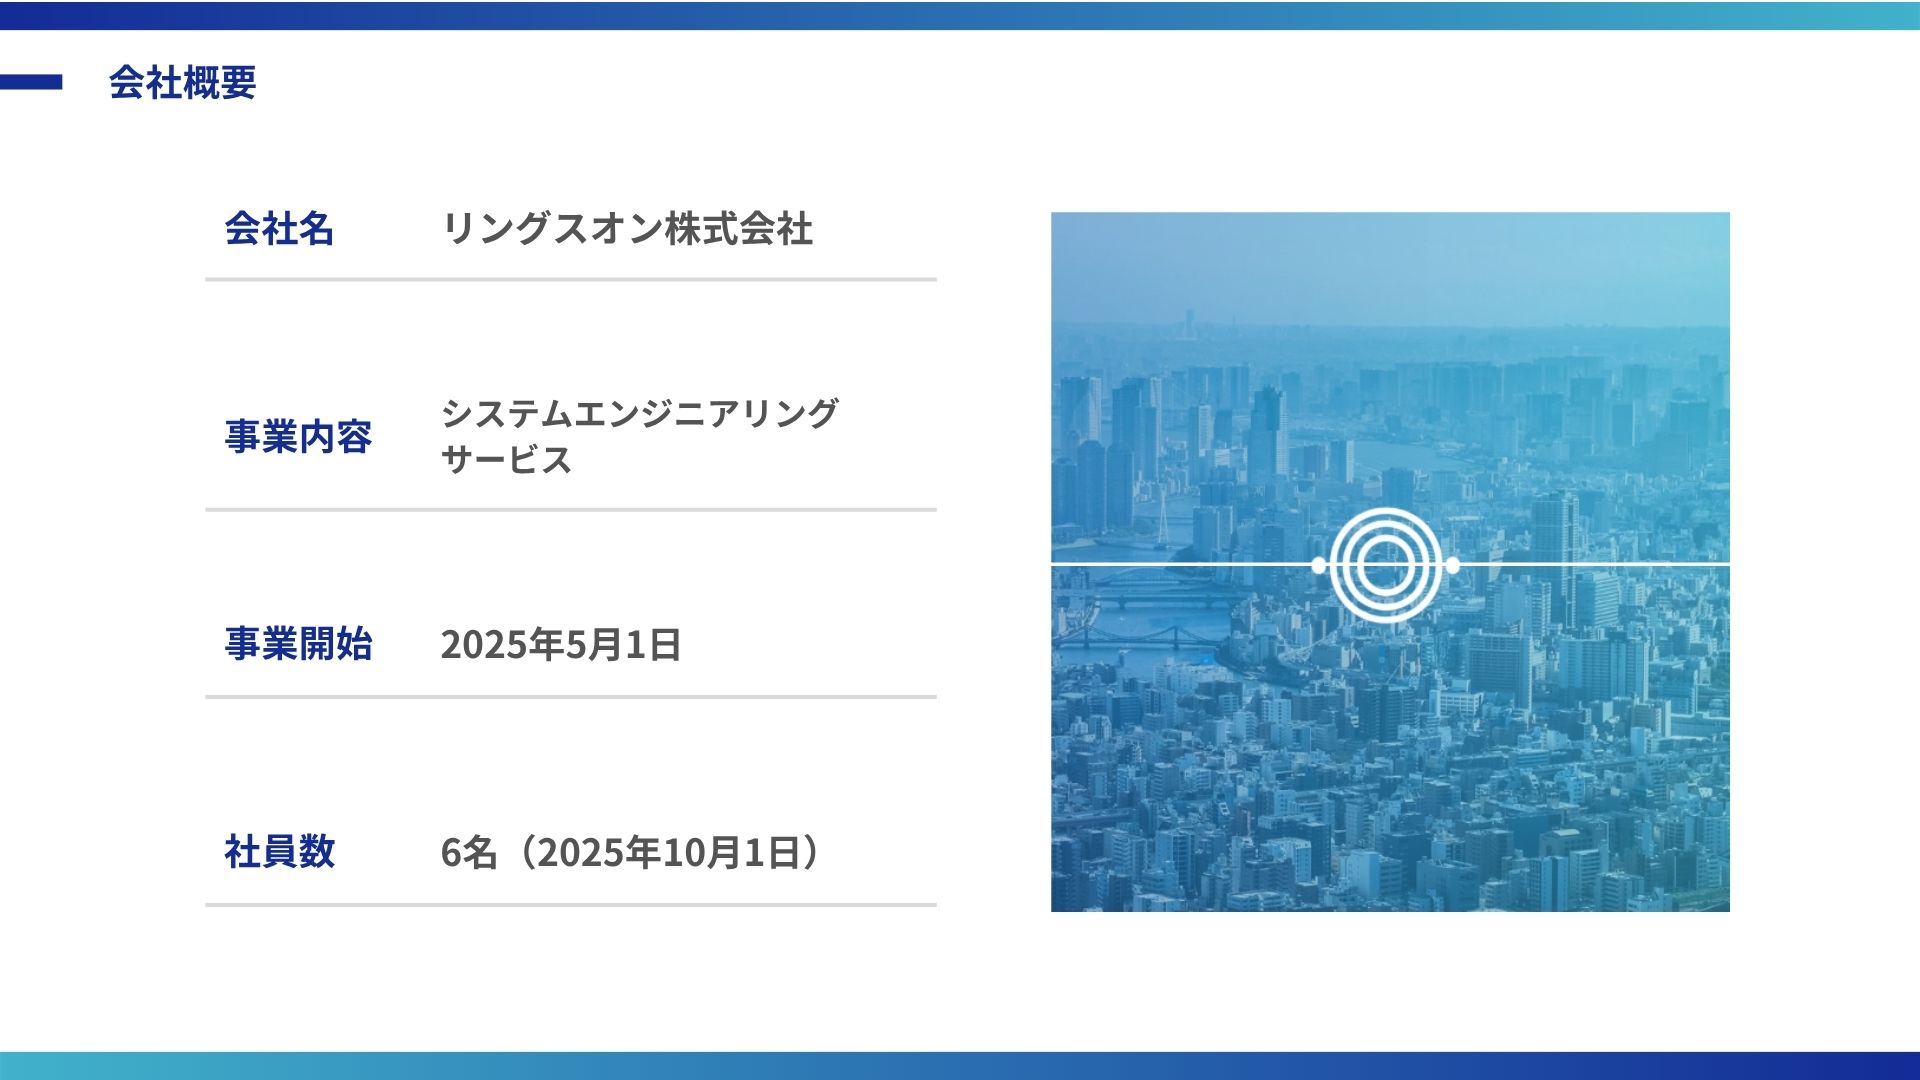 会社概要
会社名
リングスオン株式会社
事業内容
システムエンジニアリング
サービス
事業開始
2025年5月1日
社員数
6名（2025年10月1日）